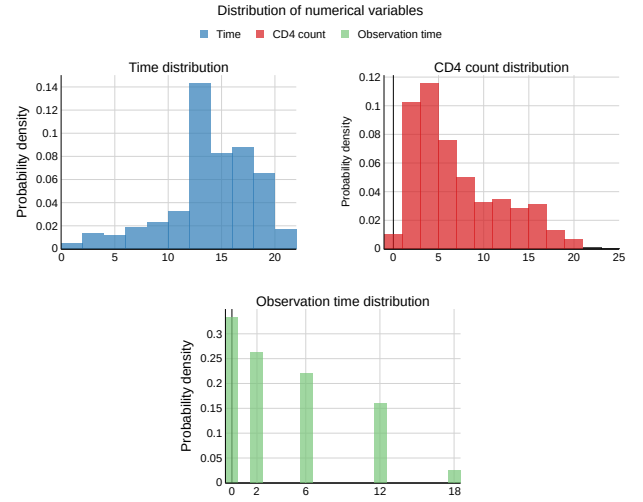 Distribution of numerical variables
Time CD4 count Observation time
Time distribution
Probability density
0.14
0.12
0.1
0.08
0.06
0.04
0.02
0
0 5 10 15 20
CD4 count distribution
Probability density
0.12
0.1
0.08
0.06
0.04
0.02
0
0 5 10 15 20 25
Observation time distribution
Probability density
0.3
0.25
0.2
0.15
0.1
0.05
0
0 2 6 12 18